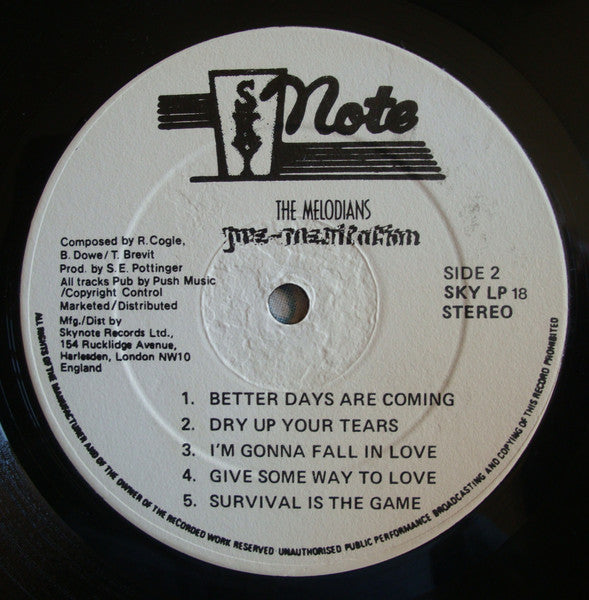 SKY Note
THE MELODIANS
Pre-meditation
Composed by R.Cogle,
B. Dowe/T. Brevit
Prod. by S.E. Pottinger
All tracks Pub by Push Music
/Copyright Control
Marketed/Distributed
Mfg./Dist by
Skynote Records Ltd.,
154 Rucklidge Avenue,
Harlesden, London NW10
England
SIDE 2
SKY LP 18
STEREO
1. BETTER DAYS ARE COMING
2. DRY UP YOUR TEARS
3. I'M GONNA FALL IN LOVE
4. GIVE SOME WAY TO LOVE
5. SURVIVAL IS THE GAME
ALL RIGHTS OF THE MANUFACTURER AND OF THE OWNER OF THE RECORDED WORK RESERVED UNAUTHORISED PUBLIC PERFORMANCE BROADCASTING AND COPYING OF THIS RECORD PROHIBITED